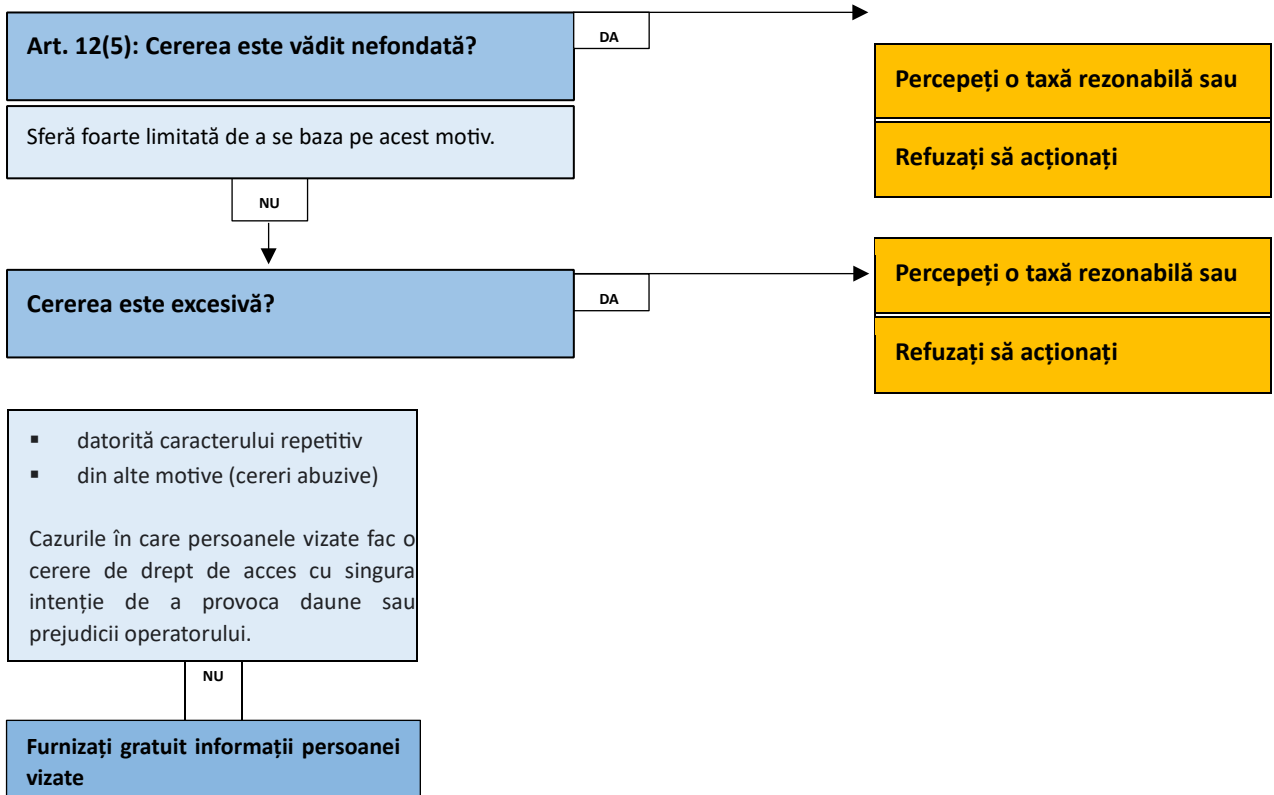 Art. 12(5): Cererea este vădit nefondată?
DA
Percepeți o taxă rezonabilă sau
Refuzați să acționați
Sferă foarte limitată de a se baza pe acest motiv.
NU
Cererea este excesivă?
DA
Percepeți o taxă rezonabilă sau
Refuzați să acționați
▪ datorită caracterului repetitiv
▪ din alte motive (cereri abuzive)
Cazurile în care persoanele vizate fac o
cerere de drept de acces cu singura
intenție de a provoca daune sau
prejudicii operatorului.
NU
Furnizați gratuit informații persoanei
vizate